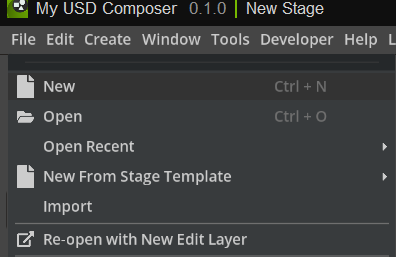 My USD Composer 0.1.0 New Stage
File Edit Create Window Tools Developer Help L
New Ctrl + N
Open Ctrl + O
Open Recent
New From Stage Template
Import
Re-open with New Edit Layer